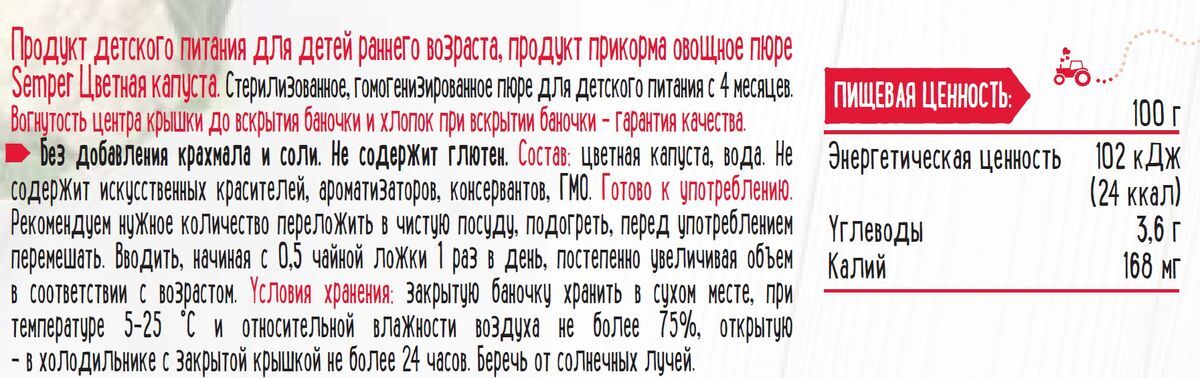 Продукт детского питания для детей раннего возраста, продукт прикорма овощное пюре
Semper Цветная капуста. Стерилизованное, гомогенизированное пюре для детского питания с 4 месяцев.
Вогнутость центра крышки до вскрытия баночки и хлопок при вскрытии баночки – гарантия качества.
Без добавления крахмала и соли. Не содержит глютен. Состав: цветная капуста, вода. Не
содержит искусственных красителей, ароматизаторов, консервантов, ГМО. Готово к употреблению.
Рекомендуем нужное количество переложить в чистую посуду, подогреть, перед употреблением
перемешать. Вводить, начиная с 0,5 чайной ложки 1 раз в день, постепенно увеличивая объем
в соответствии с возрастом. Условия хранения: закрытую баночку хранить в сухом месте, при
температуре 5-25 °С и относительной влажности воздуха не более 75%, открытую
– в холодильнике с закрытой крышкой не более 24 часов. Беречь от солнечных лучей.
ПИЩЕВАЯ ЦЕННОСТЬ:
100 г
Энергетическая ценность 102 кДж
(24 ккал)
Углеводы 3,6 г
Калий 168 мг